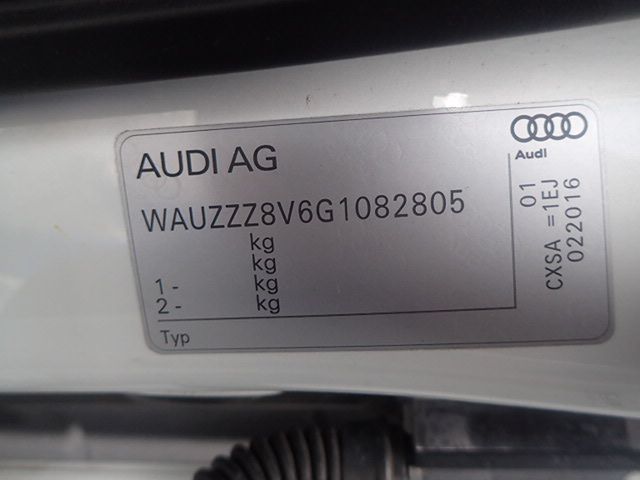 AUDI AG
Audi
WAUZZZ8V6G1082805
kg
kg
1 - kg
2 - kg
Typ
01
CXSA =1EJ
022016